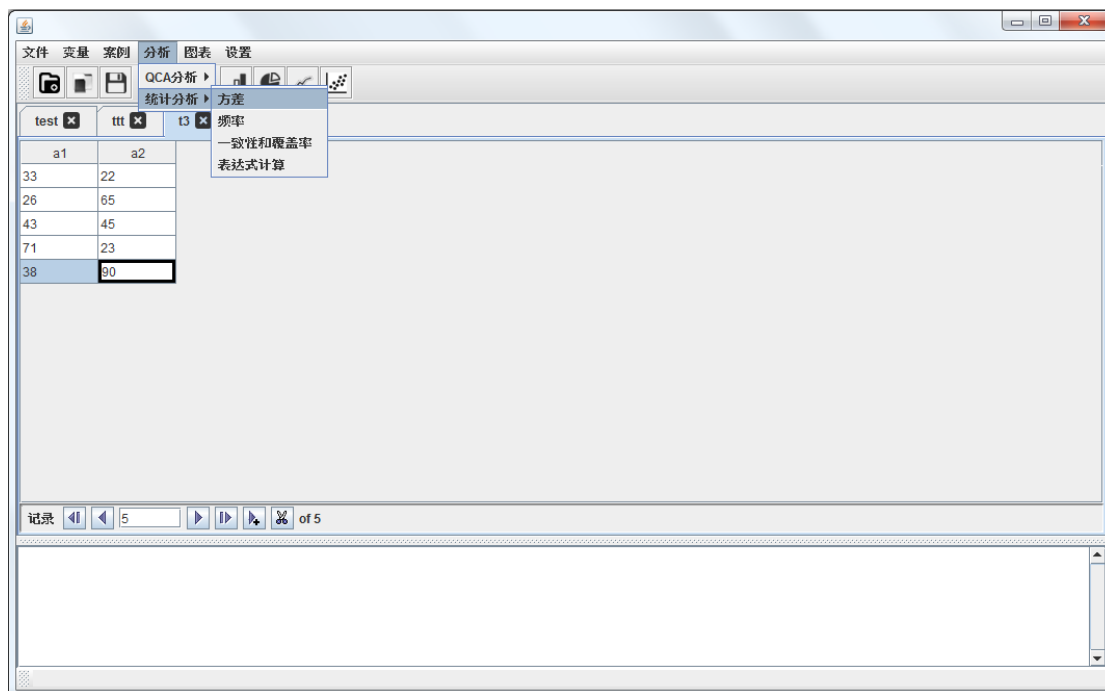 文件 变量 案例 分析 图表 设置
QCA分析
统计分析
方差
频率
一致性和覆盖率
表达式计算
test ttt t3
a1 a2
33 22
26 65
43 45
71 23
38 90
记录 5 of 5